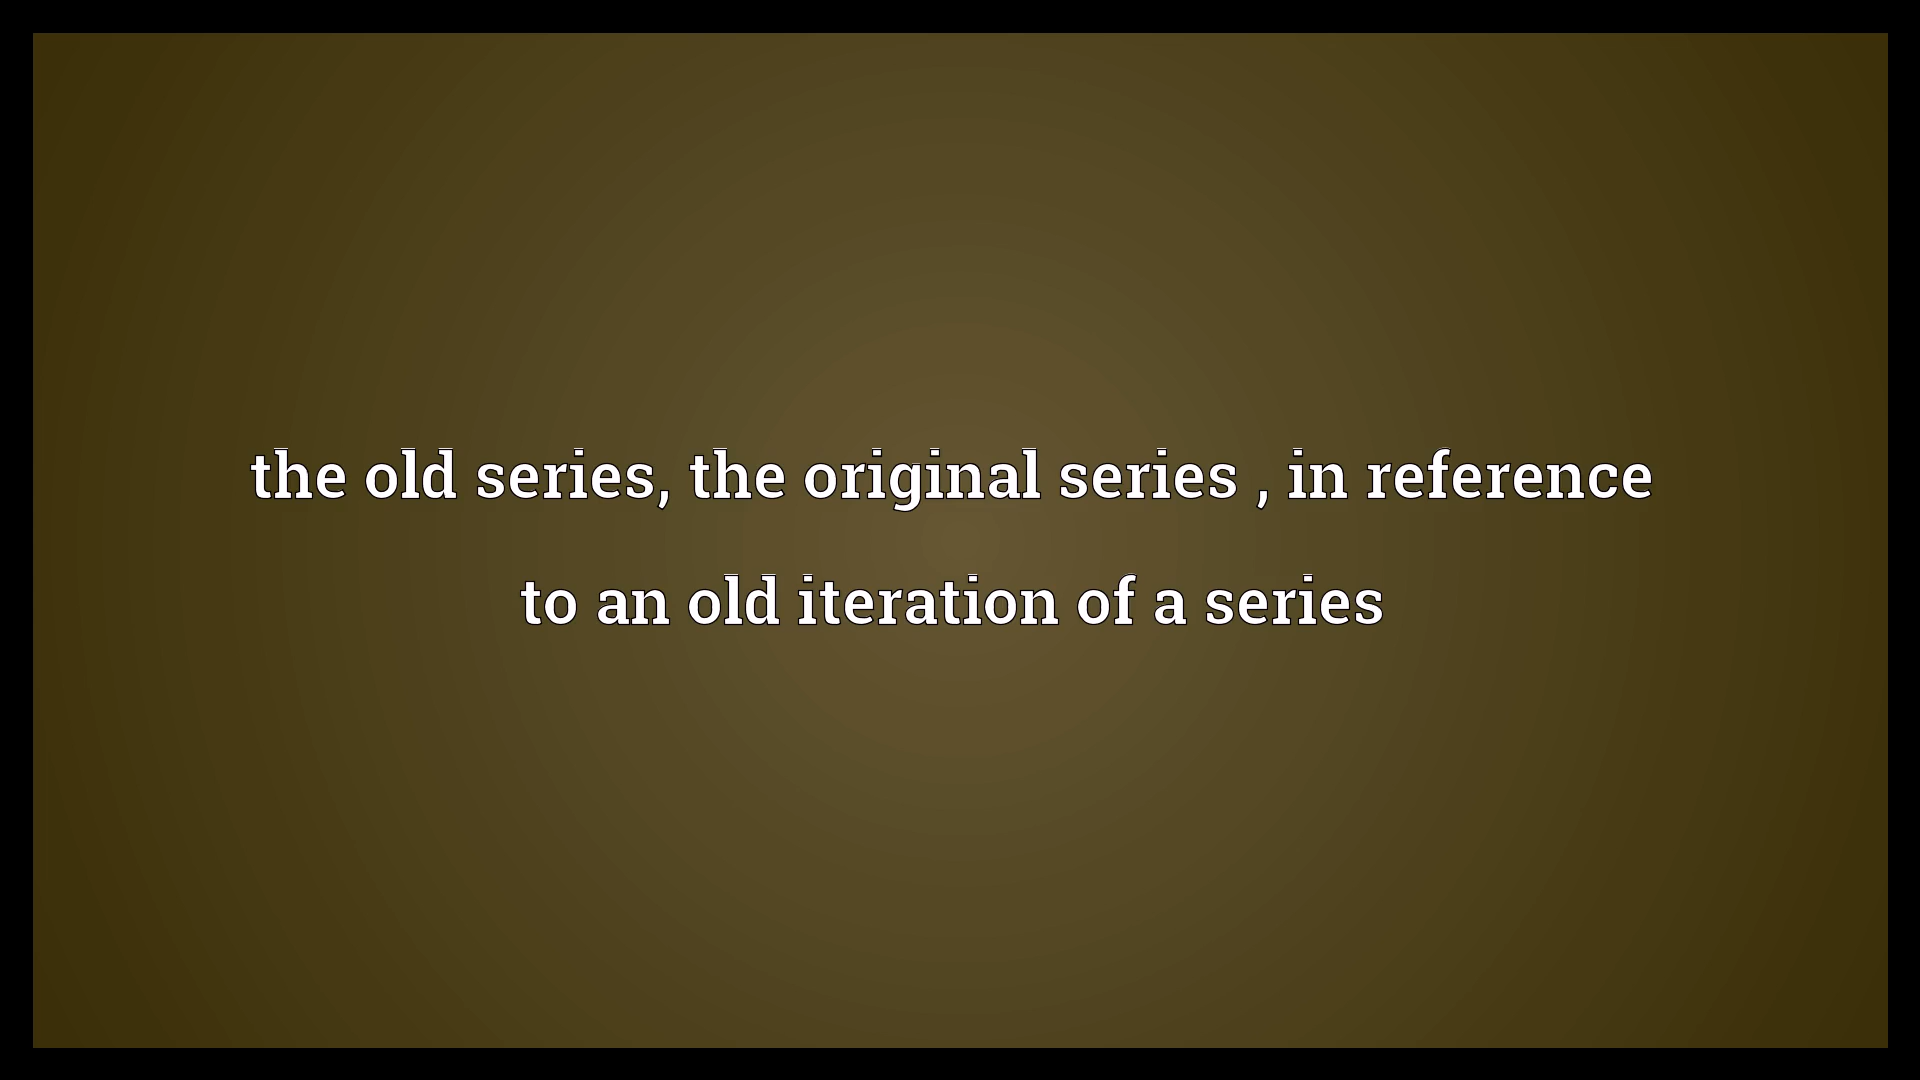 the old series, the original series , in reference
to an old iteration of a series